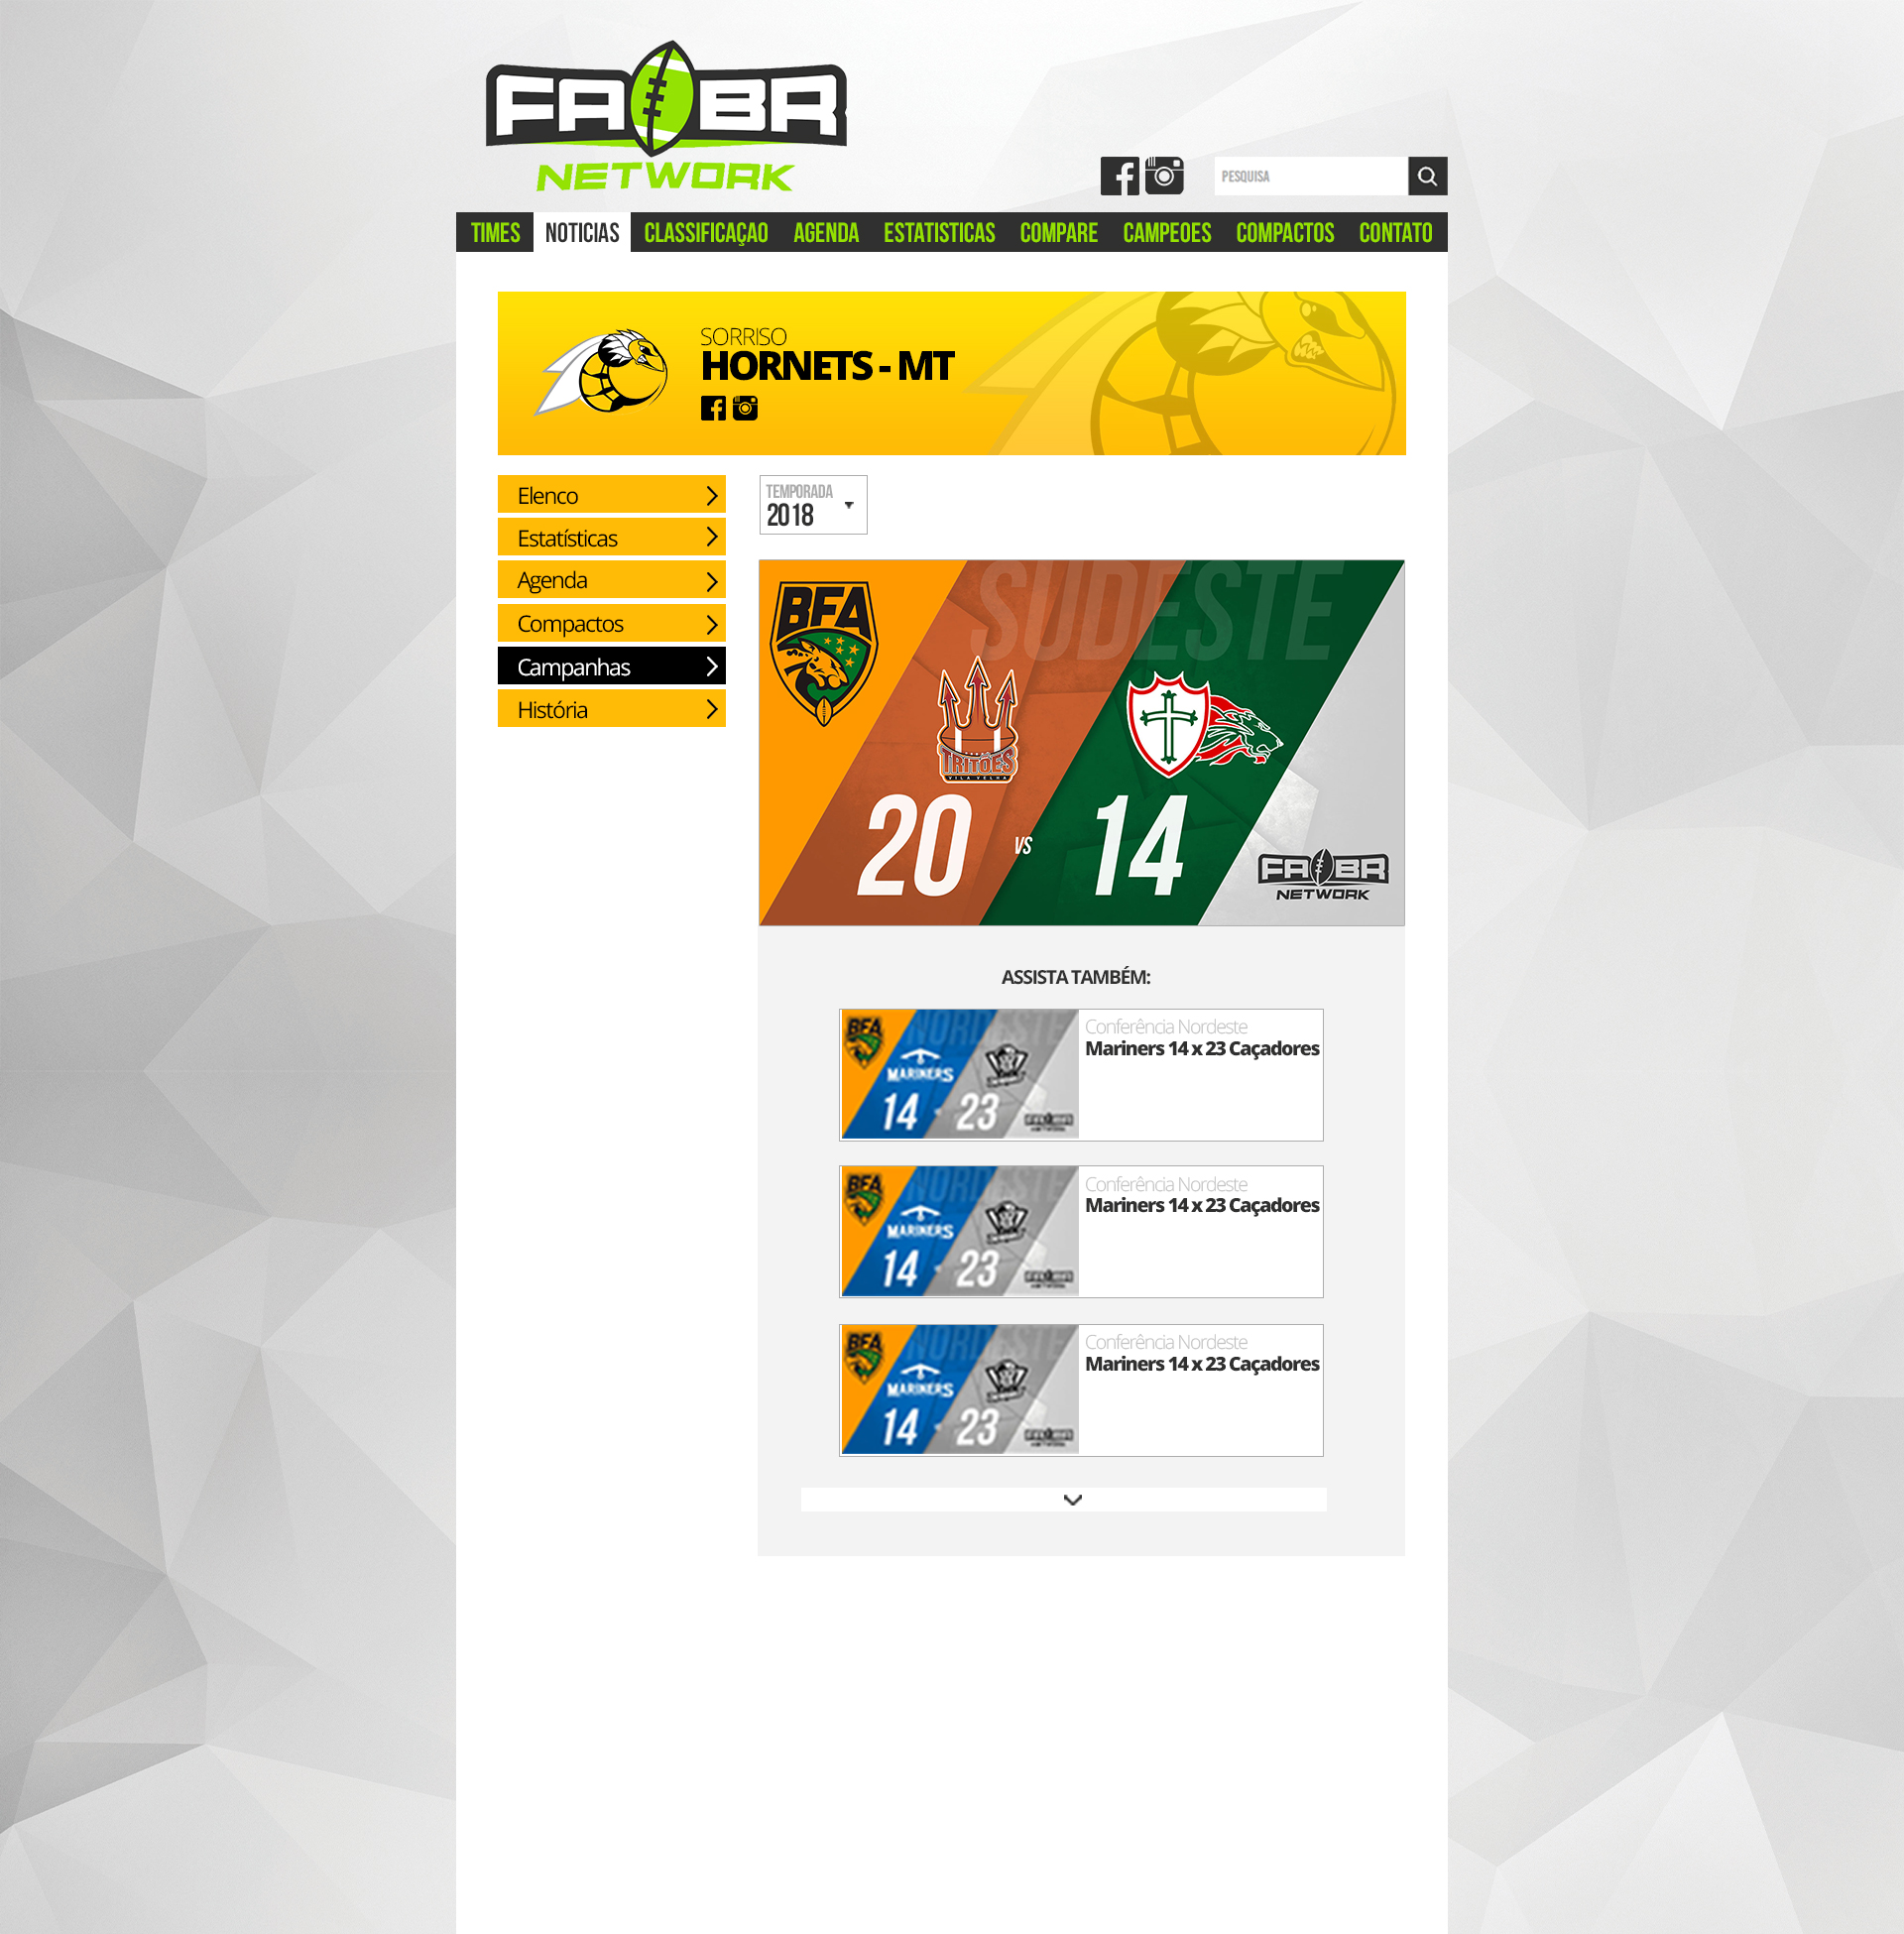 FABR
NETWORK
PESQUISA
TIMES NOTICIAS CLASSIFICAÇAO AGENDA ESTATISTICAS COMPARE CAMPEOES COMPACTOS CONTATO
SORRISO
HORNETS - MT
Elenco
Estatísticas
Agenda
Compactos
Campanhas
História
TEMPORADA
2018
SUDESTE
BFA
TRITÕES
VILA VELHA
20 VS 14
FABR
NETWORK
ASSISTA TAMBÉM:
NORDESTE
BFA
MARINERS
14 23
Conferência Nordeste
Mariners 14 x 23 Caçadores
NORDESTE
BFA
MARINERS
14 23
Conferência Nordeste
Mariners 14 x 23 Caçadores
NORDESTE
BFA
MARINERS
14 23
Conferência Nordeste
Mariners 14 x 23 Caçadores